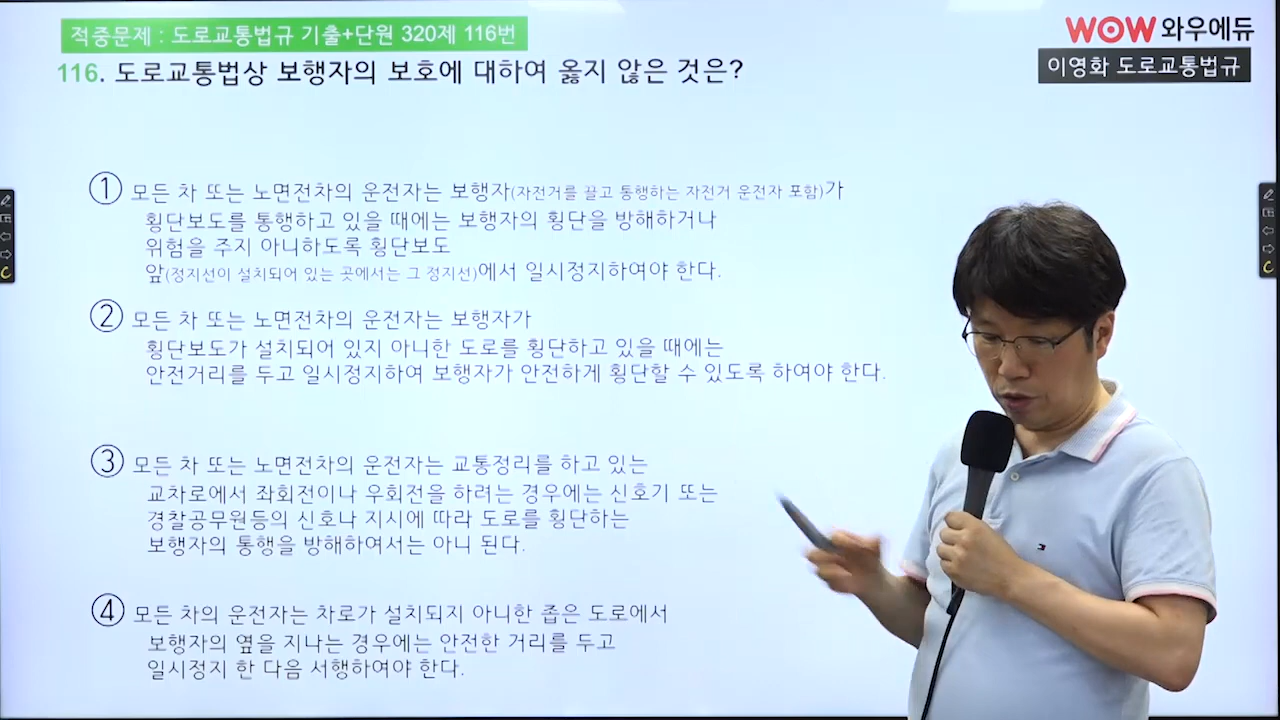 적중문제 : 도로교통법규 기출+단원 320제 116번
WOW 와우에듀
이영화 도로교통법규
116. 도로교통법상 보행자의 보호에 대하여 옳지 않은 것은?
① 모든 차 또는 노면전차의 운전자는 보행자(자전거를 끌고 통행하는 자전거 운전자 포함)가
횡단보도를 통행하고 있을 때에는 보행자의 횡단을 방해하거나
위험을 주지 아니하도록 횡단보도
앞(정지선이 설치되어 있는 곳에서는 그 정지선)에서 일시정지하여야 한다.
② 모든 차 또는 노면전차의 운전자는 보행자가
횡단보도가 설치되어 있지 아니한 도로를 횡단하고 있을 때에는
안전거리를 두고 일시정지하여 보행자가 안전하게 횡단할 수 있도록 하여야 한다.
③ 모든 차 또는 노면전차의 운전자는 교통정리를 하고 있는
교차로에서 좌회전이나 우회전을 하려는 경우에는 신호기 또는
경찰공무원등의 신호나 지시에 따라 도로를 횡단하는
보행자의 통행을 방해하여서는 아니 된다.
④ 모든 차의 운전자는 차로가 설치되지 아니한 좁은 도로에서
보행자의 옆을 지나는 경우에는 안전한 거리를 두고
일시정지 한 다음 서행하여야 한다.